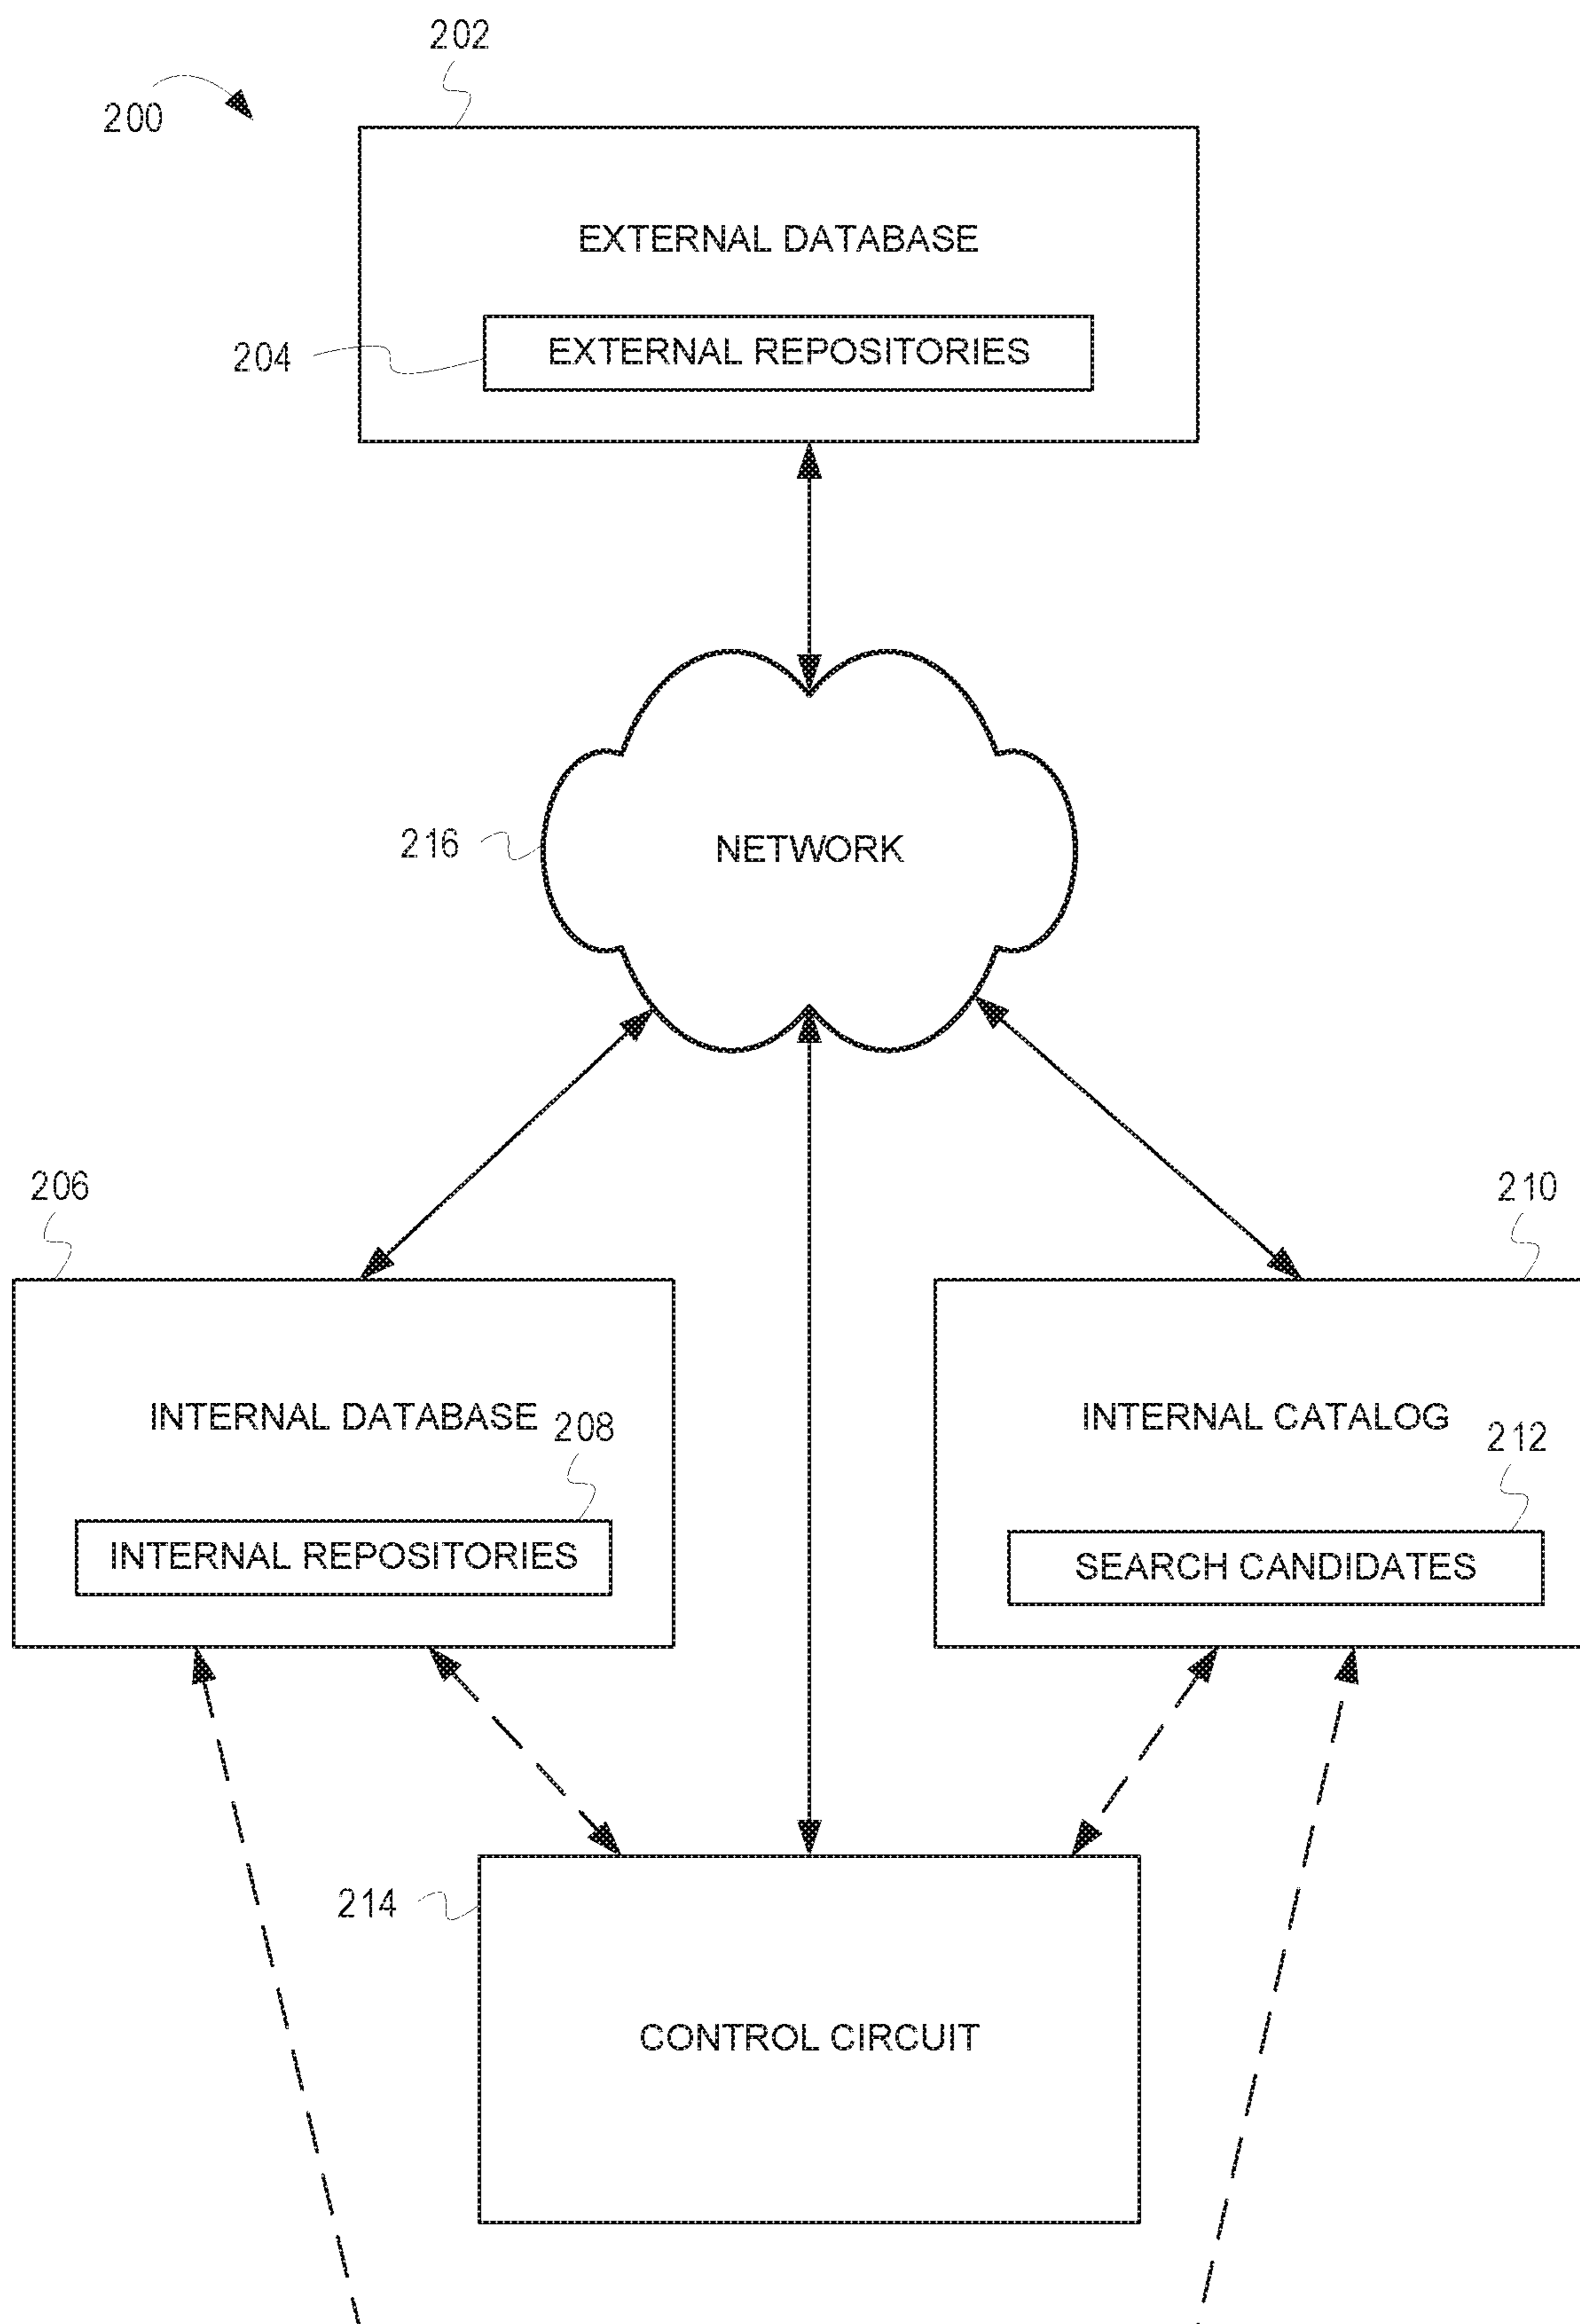 202
200
EXTERNAL DATABASE
204
EXTERNAL REPOSITORIES
216
NETWORK
206
210
INTERNAL DATABASE
208
INTERNAL CATALOG
212
INTERNAL REPOSITORIES
SEARCH CANDIDATES
214
CONTROL CIRCUIT